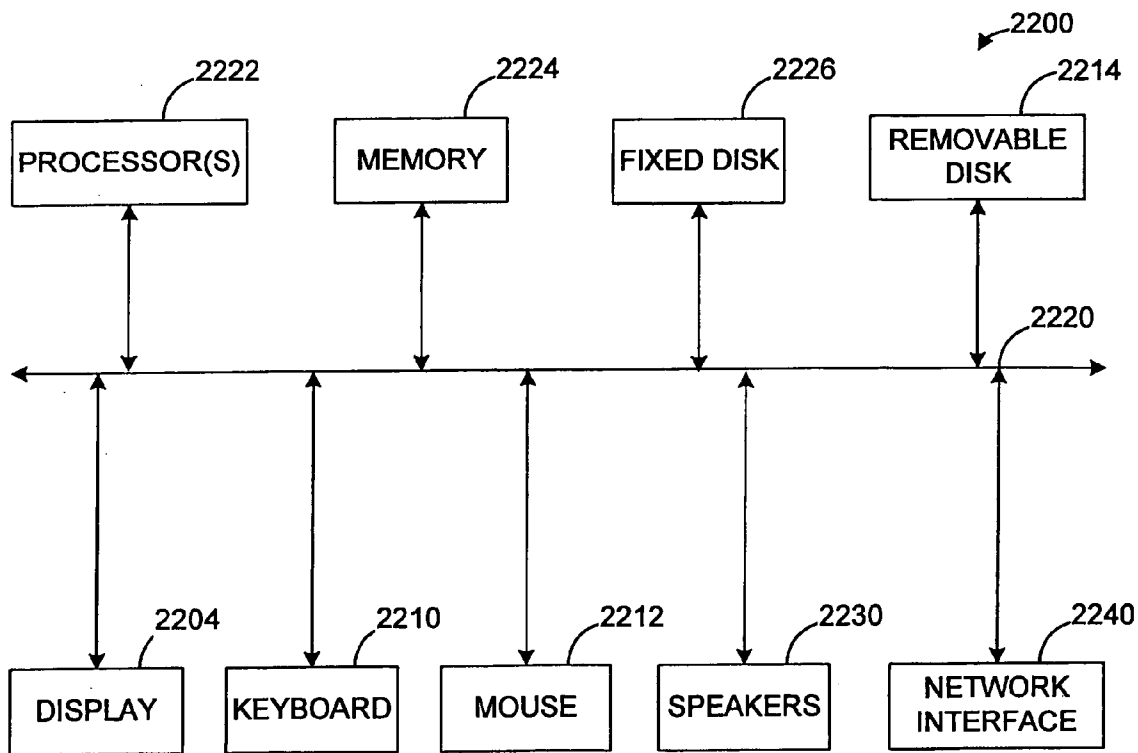 2200
2222
2224
2226
2214
PROCESSOR(S)
MEMORY
FIXED DISK
REMOVABLE
DISK
2220
2204
2210
2212
2230
2240
DISPLAY
KEYBOARD
MOUSE
SPEAKERS
NETWORK
INTERFACE